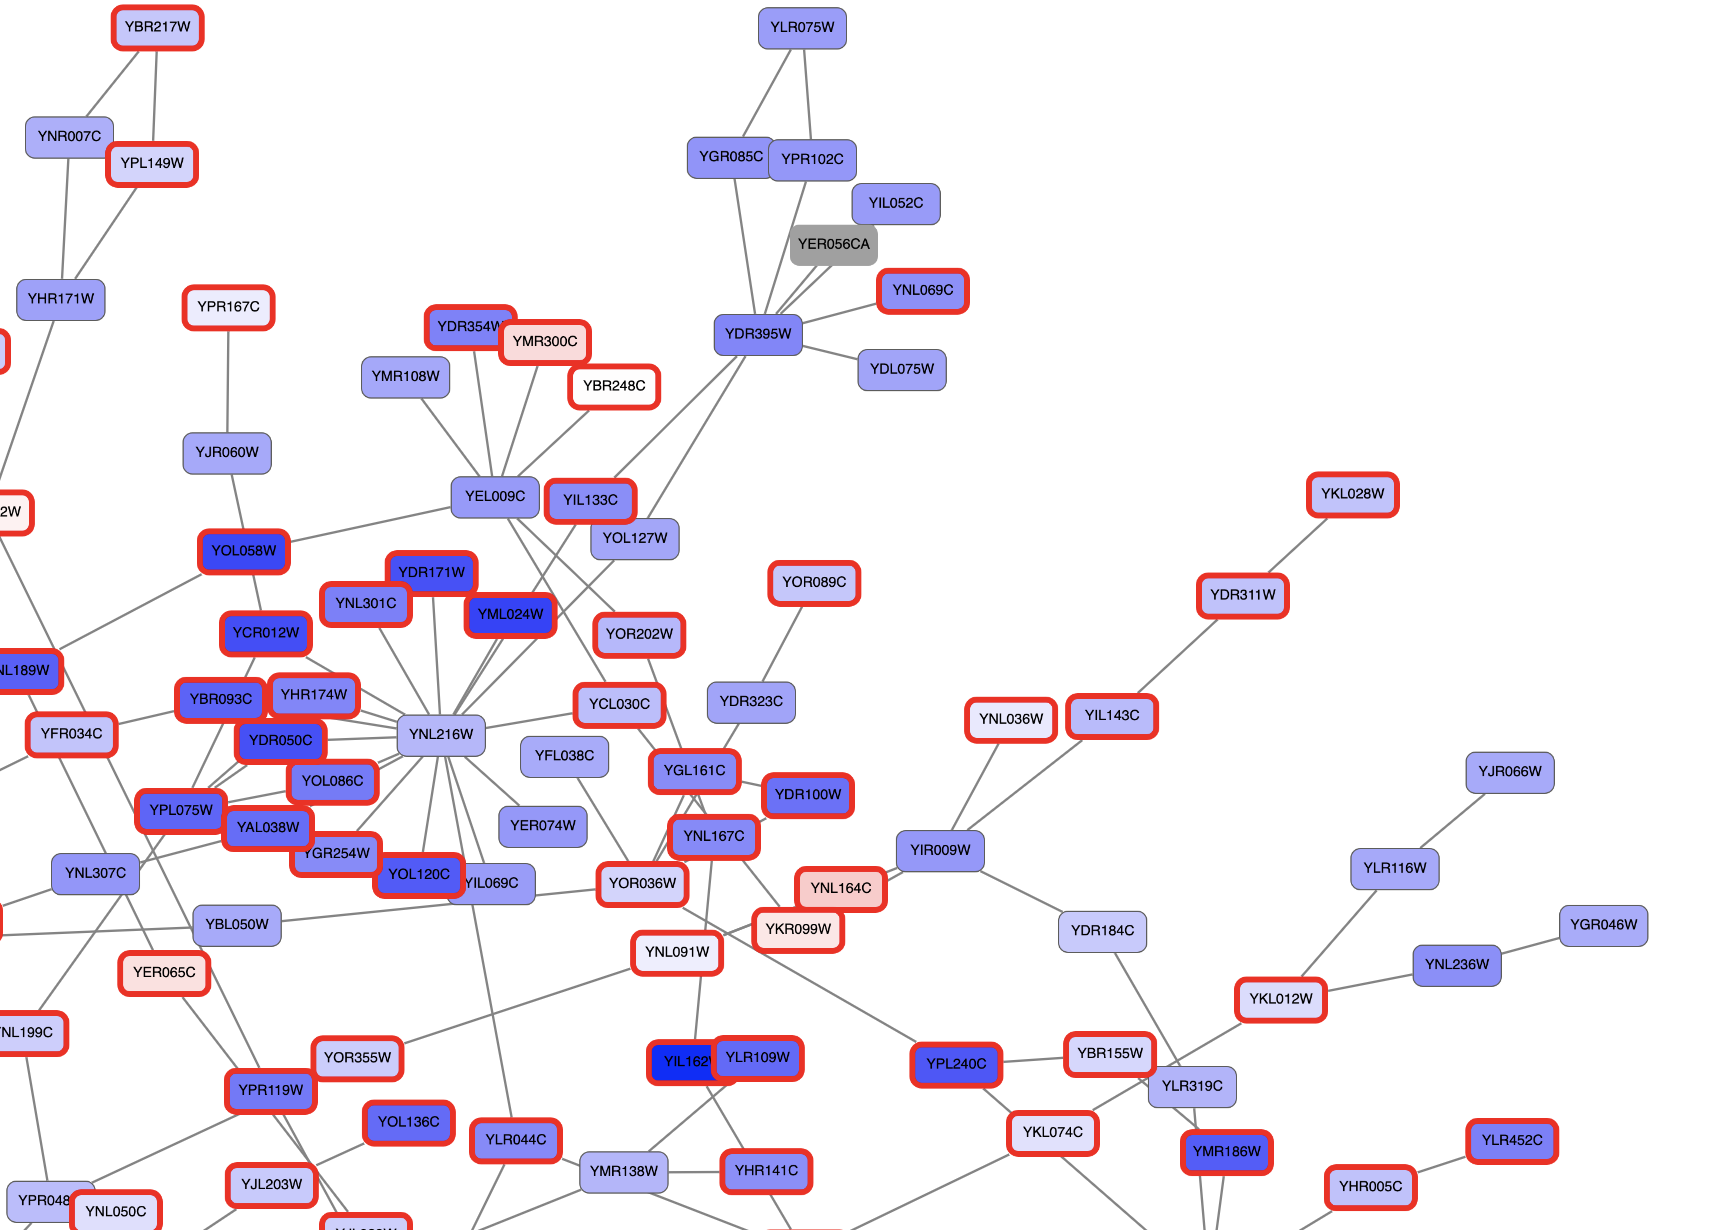 YBR217W
YLR075W
YNR007C
YPL149W
YGR085C
YPR102C
YIL052C
YER056CA
YHR171W
YPR167C
YNL069C
YDR354W
YMR300C
YDR395W
YMR108W
YBR248C
YDL075W
YJR060W
YEL009C
YIL133C
YKL028W
2W
YOL058W
YOL127W
YDR171W
YOR089C
YNL301C
YML024W
YDR311W
YCR012W
YOR202W
NL189W
YBR093C
YHR174W
YCL030C
YDR323C
YNL036W
YIL143C
YFR034C
YDR050C
YNL216W
YFL038C
YGL161C
YJR066W
YOL086C
YDR100W
YPL075W
YAL038W
YER074W
YNL167C
YGR254W
YIR009W
YNL307C
YOL120C
YIL069C
YOR036W
YNL164C
YLR116W
YBL050W
YKR099W
YDR184C
YGR046W
YNL091W
YNL236W
YER065C
YKL012W
NL199C
YOR355W
YIL162
YLR109W
YPL240C
YBR155W
YPR119W
YLR319C
YOL136C
YLR044C
YKL074C
YLR452C
YMR186W
YMR138W
YHR141C
YJL203W
YHR005C
YPR048
YNL050C